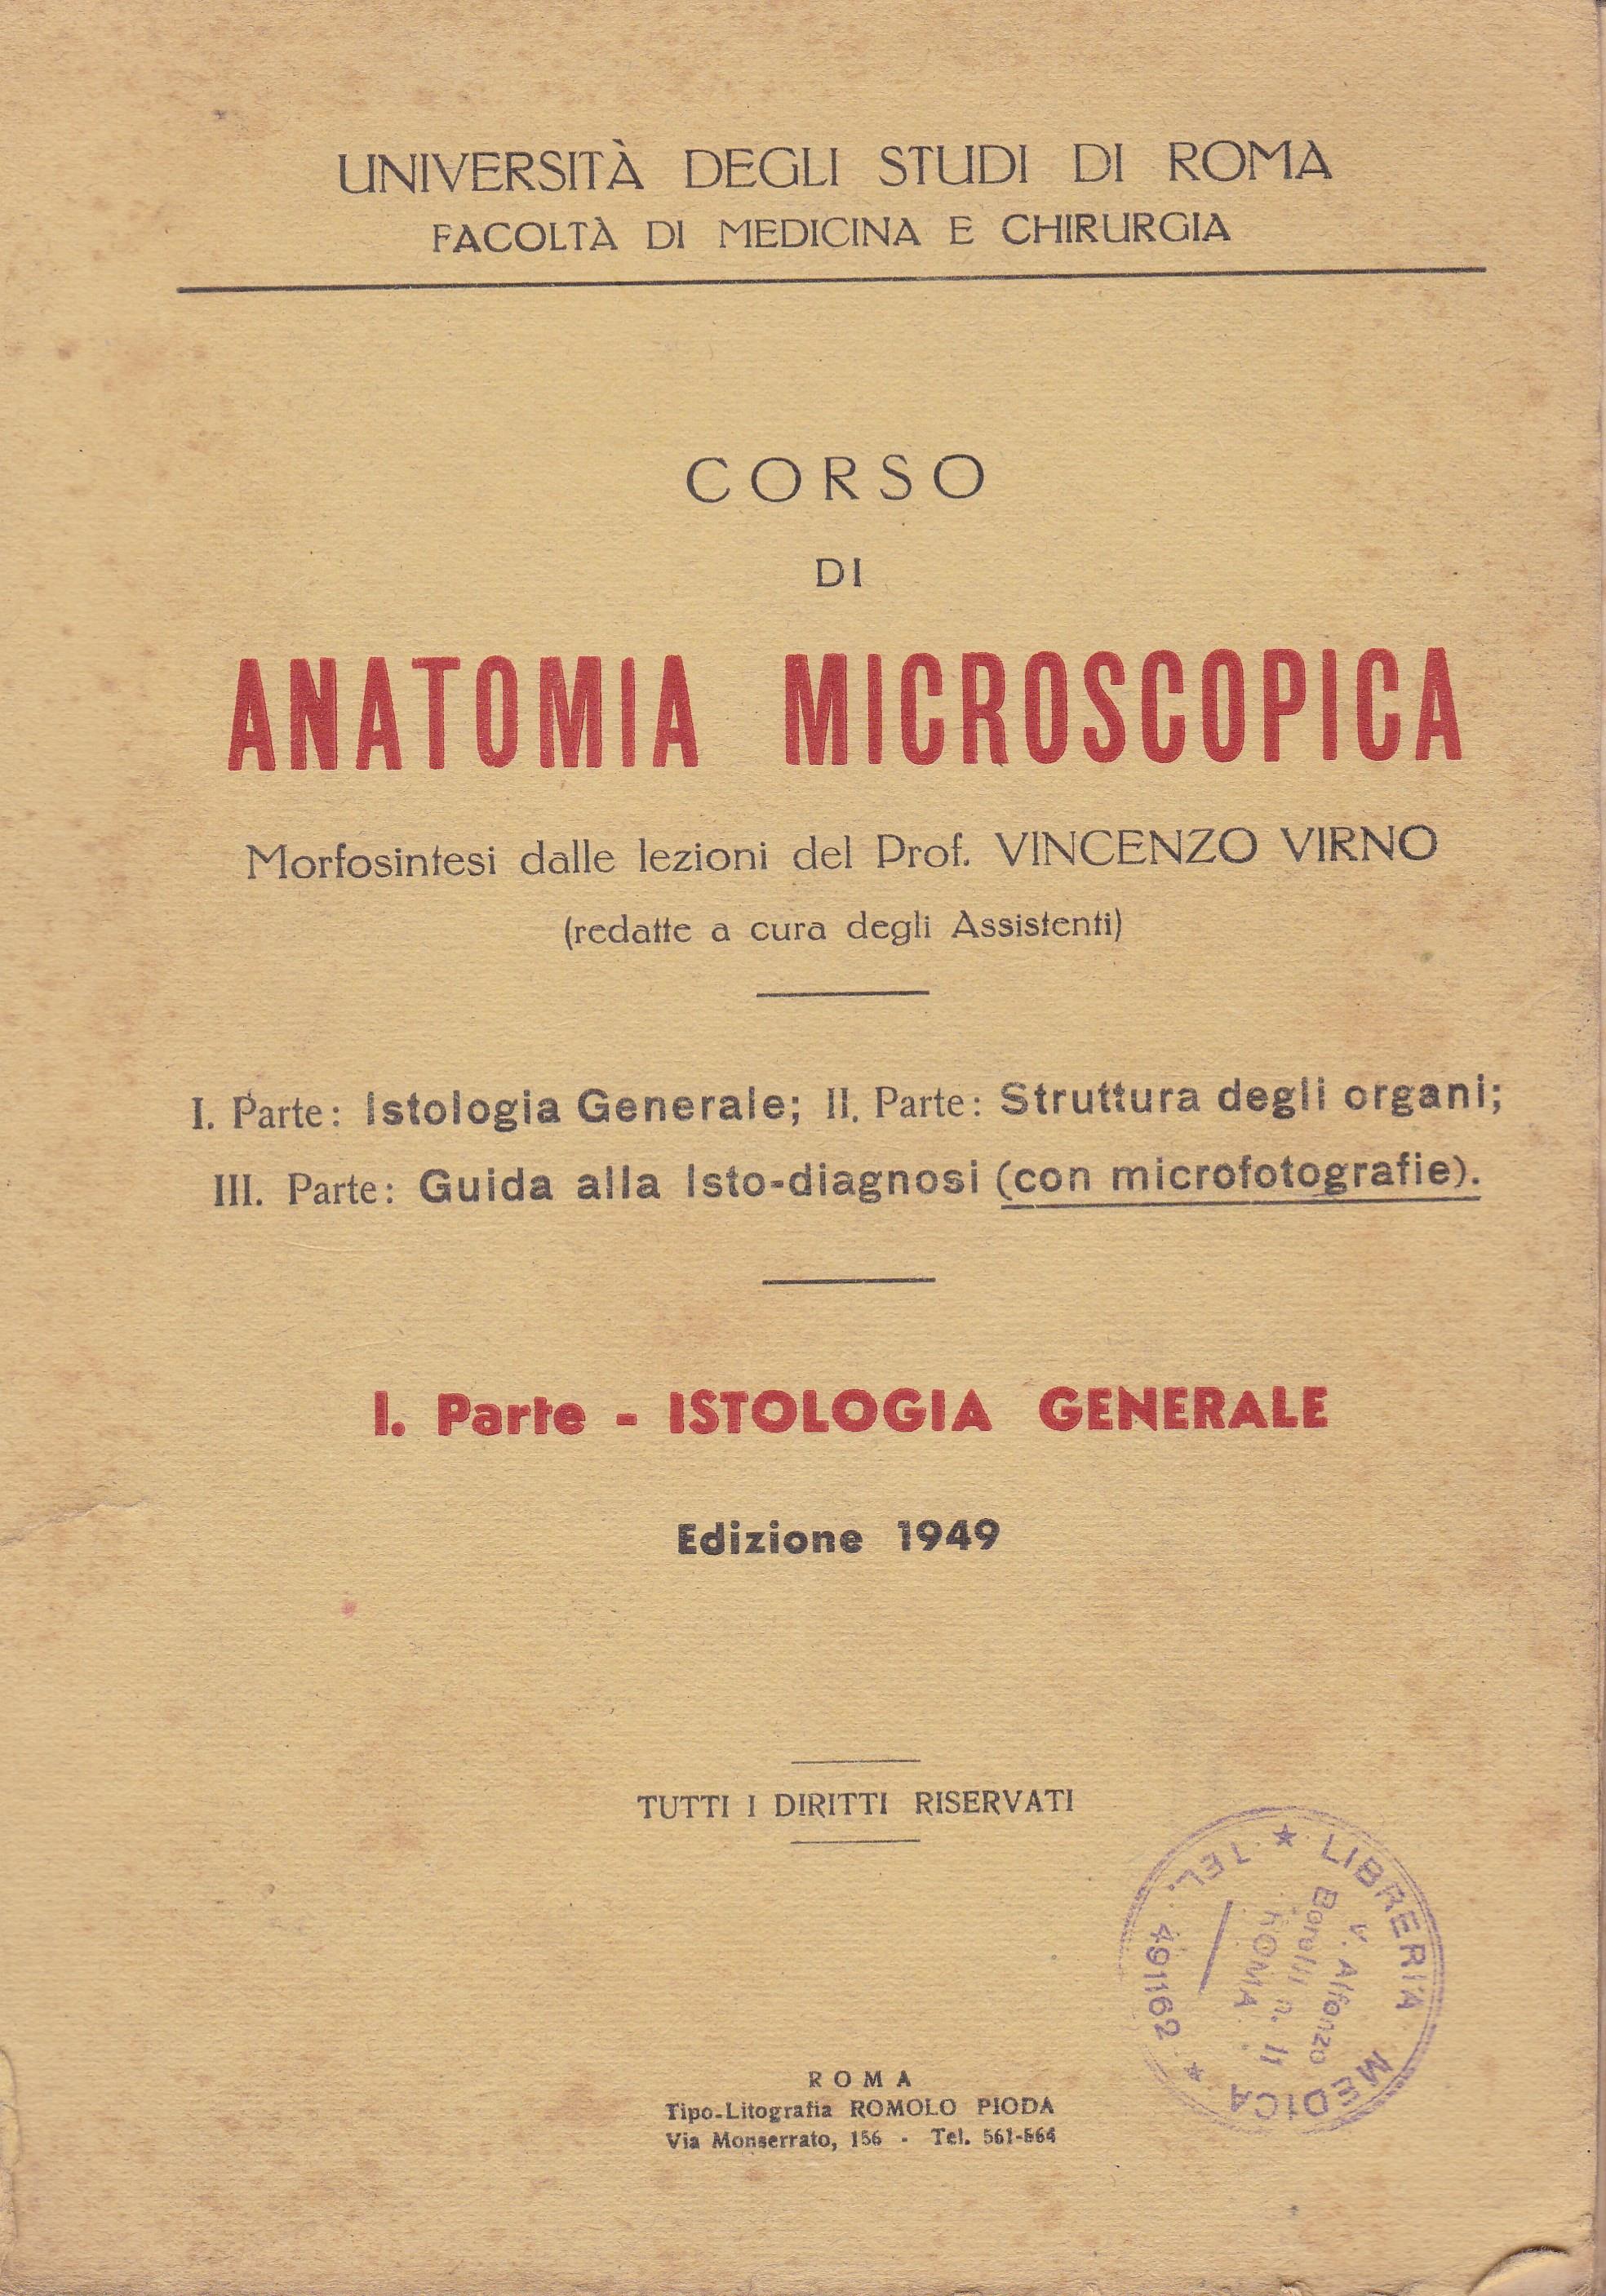 UNIVERSITÀ DEGLI STUDI DI ROMA
FACOLTÀ DI MEDICINA E CHIRURGIA
CORSO
DI
ANATOMIA MICROSCOPICA
Morfosintesi dalle lezioni del Prof. VINCENZO VIRNO
(redatte a cura degli Assistenti)
I. Parte: Istologia Generale; II. Parte: Struttura degli organi;
III. Parte: Guida alla Isto-diagnosi (con microfotografie).
I. Parte - ISTOLOGIA GENERALE
Edizione 1949
TUTTI I DIRITTI RISERVATI
LIBRERIA MEDICA
V. Alfonzo
Borelli n. 11
ROMA
TEL. 491162
ROMA
Tipo-Litografia ROMOLO PIODA
Via Monserrato, 156 - Tel. 561-564